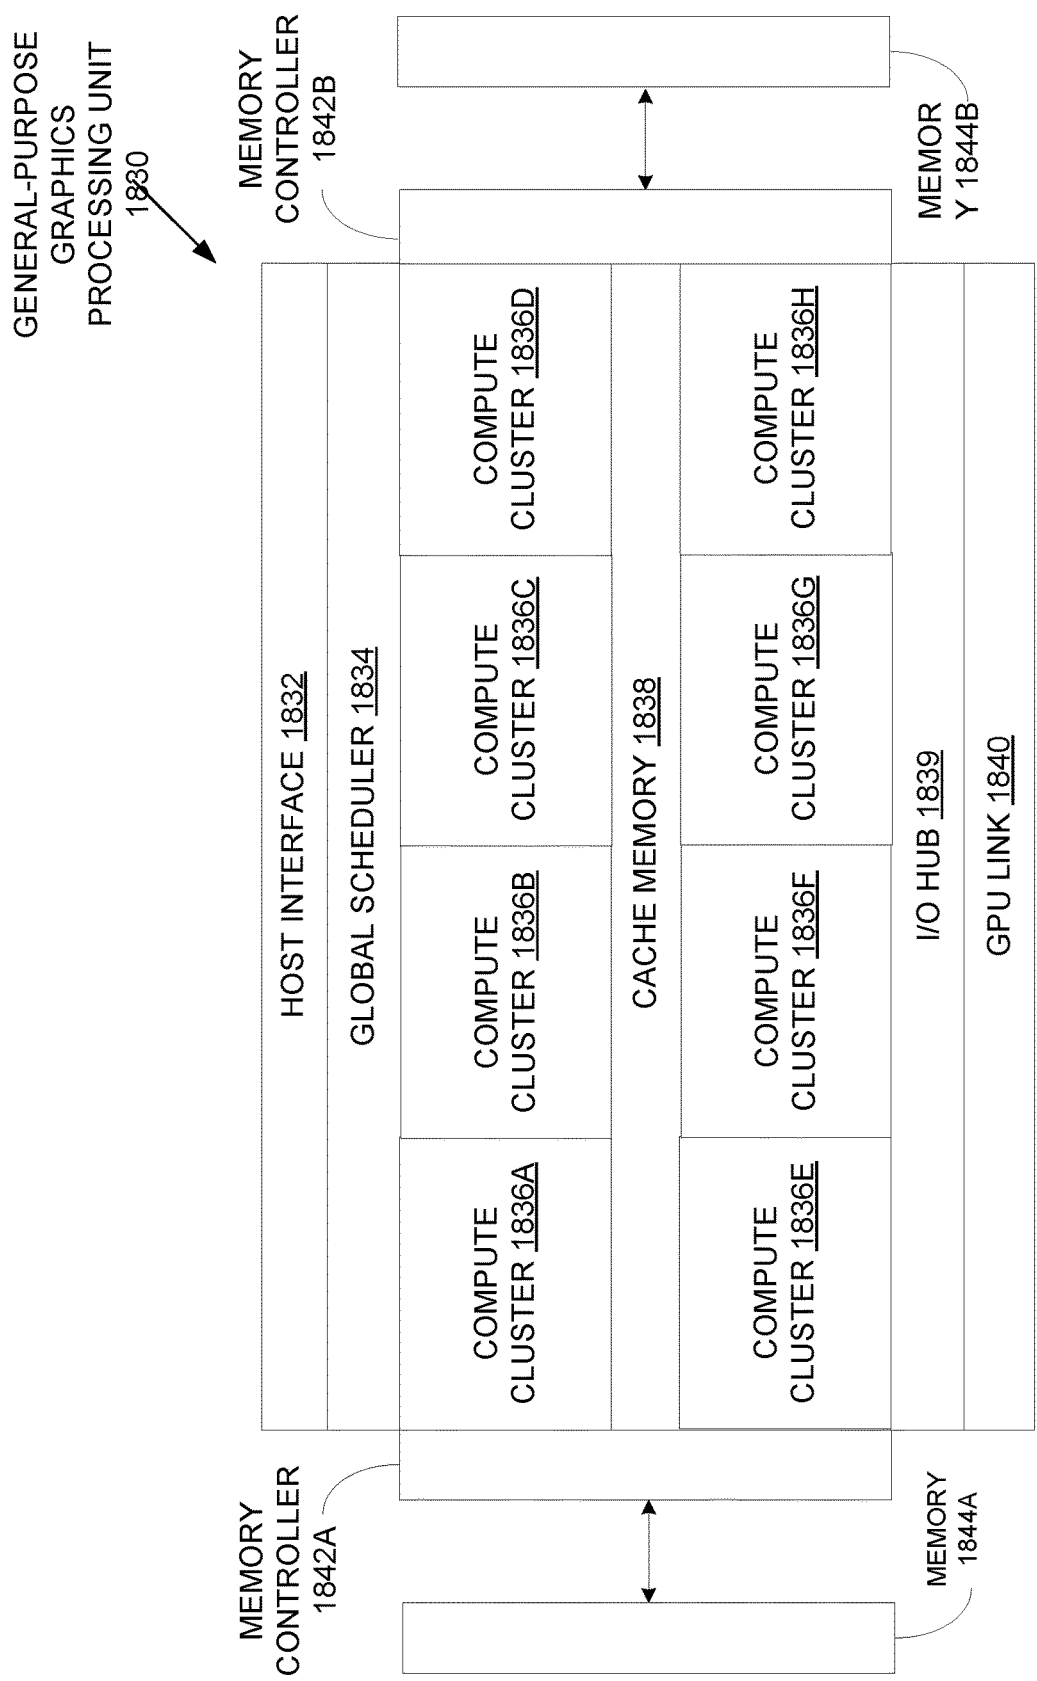 GENERAL-PURPOSE
GRAPHICS
PROCESSING UNIT
1830
HOST INTERFACE 1832
GLOBAL SCHEDULER 1834
MEMORY
CONTROLLER
1842A
MEMORY
CONTROLLER
1842B
COMPUTE
CLUSTER 1836A
COMPUTE
CLUSTER 1836B
COMPUTE
CLUSTER 1836C
COMPUTE
CLUSTER 1836D
CACHE MEMORY 1838
COMPUTE
CLUSTER 1836E
COMPUTE
CLUSTER 1836F
COMPUTE
CLUSTER 1836G
COMPUTE
CLUSTER 1836H
I/O HUB 1839
GPU LINK 1840
MEMORY
1844A
MEMOR
Y 1844B